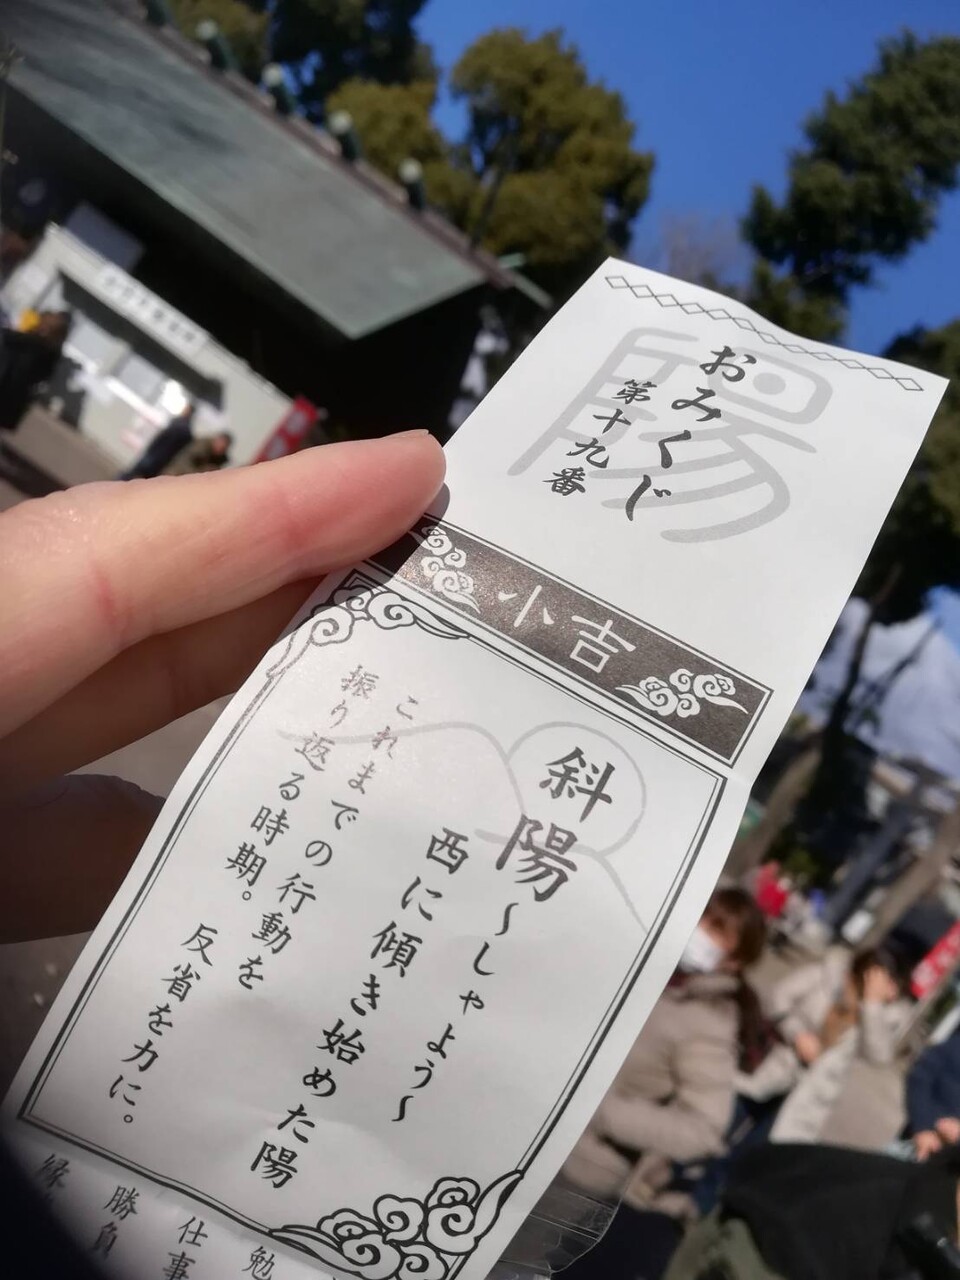 陽
おみくじ
第十九番
小吉
斜陽
～しゃよう～
西に傾き始めた陽
これまでの行動を
振り返る時期。
反省を力に。
勉
仕事
勝負
縁